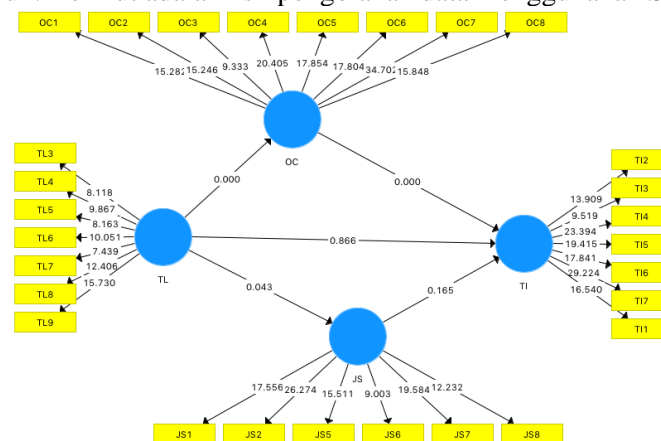 OC1 OC2 OC3 OC4 OC5 OC6 OC7 OC8
15.282 15.246 9.333 20.405 17.854 17.804 34.702 15.848
OC
TL3
TL4
TL5
TL6
TL7
TL8
TL9
8.118
9.867
8.163
10.051
7.439
12.406
15.730
TL
0.000
0.000
0.866
0.043
0.165
TI2
TI3
TI4
TI5
TI6
TI7
TI1
13.909
9.519
23.394
19.415
17.841
29.224
16.540
TI
JS
17.556 26.274 15.511 9.003 19.584 12.232
JS1 JS2 JS5 JS6 JS7 JS8